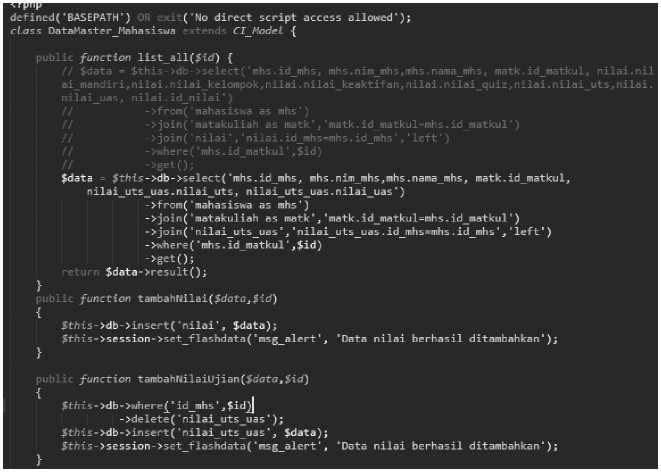 <?php
defined('BASEPATH') OR exit('No direct script access allowed');
class DataMaster_Mahasiswa extends CI_Model {
public function list_all($id) {
// $data = $this->db->select('mhs.id_mhs, mhs.nim_mhs,mhs.nama_mhs, matk.id_matkul, nilai.nil
ai_mandiri,nilai.nilai_kelompok,nilai.nilai_keaktifan,nilai.nilai_quiz,nilai.nilai_uts,nilai.
nilai_uas, nilai.id_nilai')
// ->from('mahasiswa as mhs')
// ->join('matakuliah as matk','matk.id_matkul=mhs.id_matkul')
// ->join('nilai','nilai.id_mhs=mhs.id_mhs','left')
// ->where('mhs.id_matkul',$id)
// ->get();
$data = $this->db->select('mhs.id_mhs, mhs.nim_mhs,mhs.nama_mhs, matk.id_matkul,
nilai_uts_uas.nilai_uts, nilai_uts_uas.nilai_uas')
->from('mahasiswa as mhs')
->join('matakuliah as matk','matk.id_matkul=mhs.id_matkul')
->join('nilai_uts_uas','nilai_uts_uas.id_mhs=mhs.id_mhs','left')
->where('mhs.id_matkul',$id)
->get();
return $data->result();
}
public function tambahNilai($data,$id)
{
$this->db->insert('nilai', $data);
$this->session->set_flashdata('msg_alert', 'Data nilai berhasil ditambahkan');
}
public function tambahNilaiUjian($data,$id)
{
$this->db->where('id_mhs',$id)
->delete('nilai_uts_uas');
$this->db->insert('nilai_uts_uas', $data);
$this->session->set_flashdata('msg_alert', 'Data nilai berhasil ditambahkan');
}